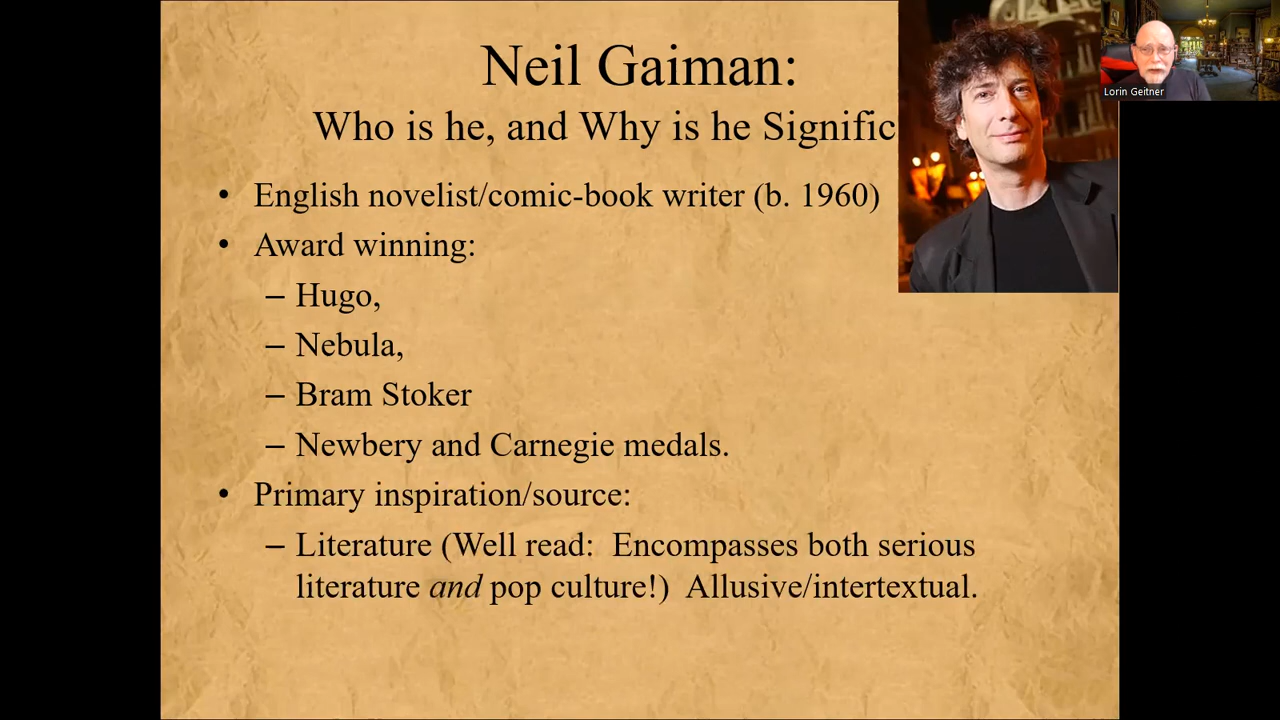 Neil Gaiman:
Who is he, and Why is he Signific
• English novelist/comic-book writer (b. 1960)
• Award winning:
– Hugo,
– Nebula,
– Bram Stoker
– Newbery and Carnegie medals.
• Primary inspiration/source:
– Literature (Well read:  Encompasses both serious
literature and pop culture!)  Allusive/intertextual.
Lorin Geitner